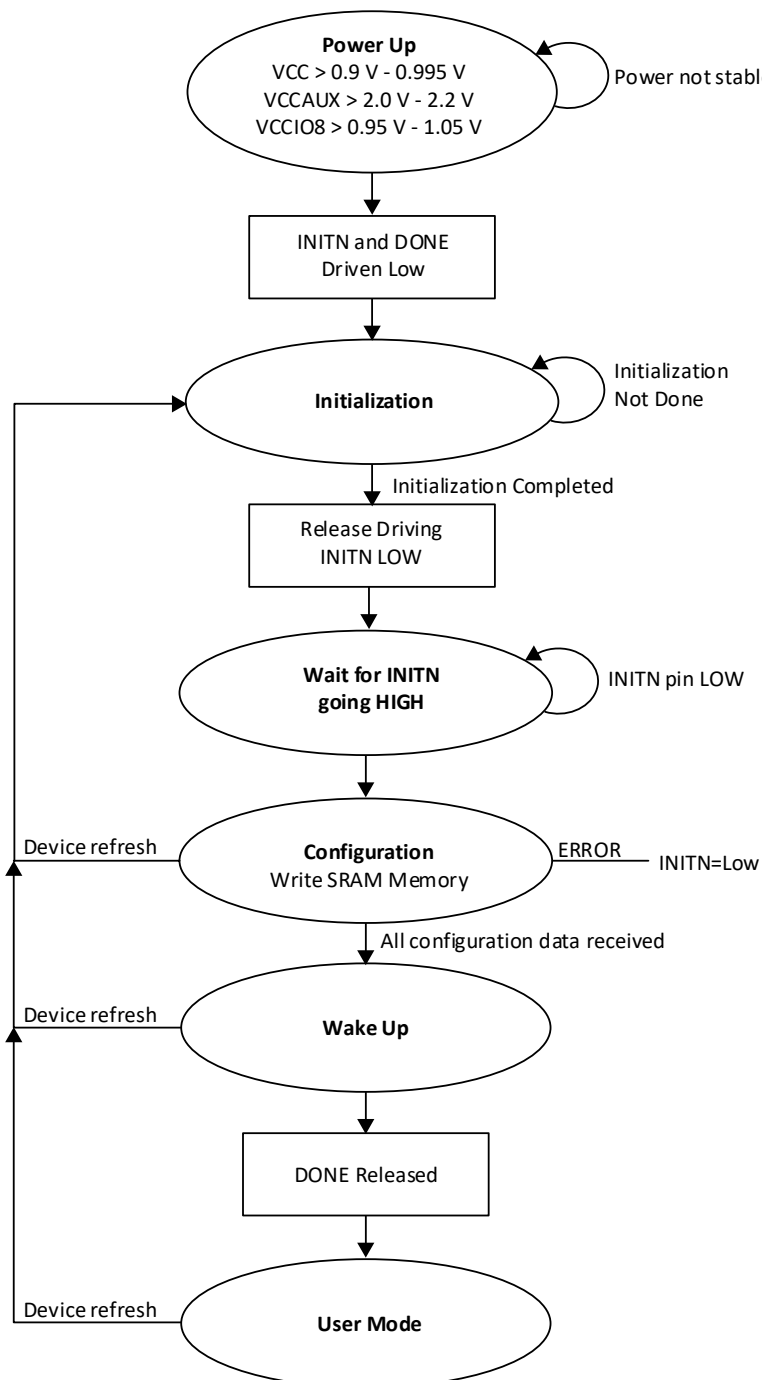 Power Up
VCC > 0.9 V - 0.995 V
VCCAUX > 2.0 V - 2.2 V
VCCIO8 > 0.95 V - 1.05 V
Power not stabl
INITN and DONE
Driven Low
Initialization
Initialization
Not Done
Initialization Completed
Release Driving
INITN LOW
Wait for INITN
going HIGH
INITN pin LOW
Device refresh
Configuration
Write SRAM Memory
ERROR
INITN=Low
All configuration data received
Device refresh
Wake Up
DONE Released
Device refresh
User Mode